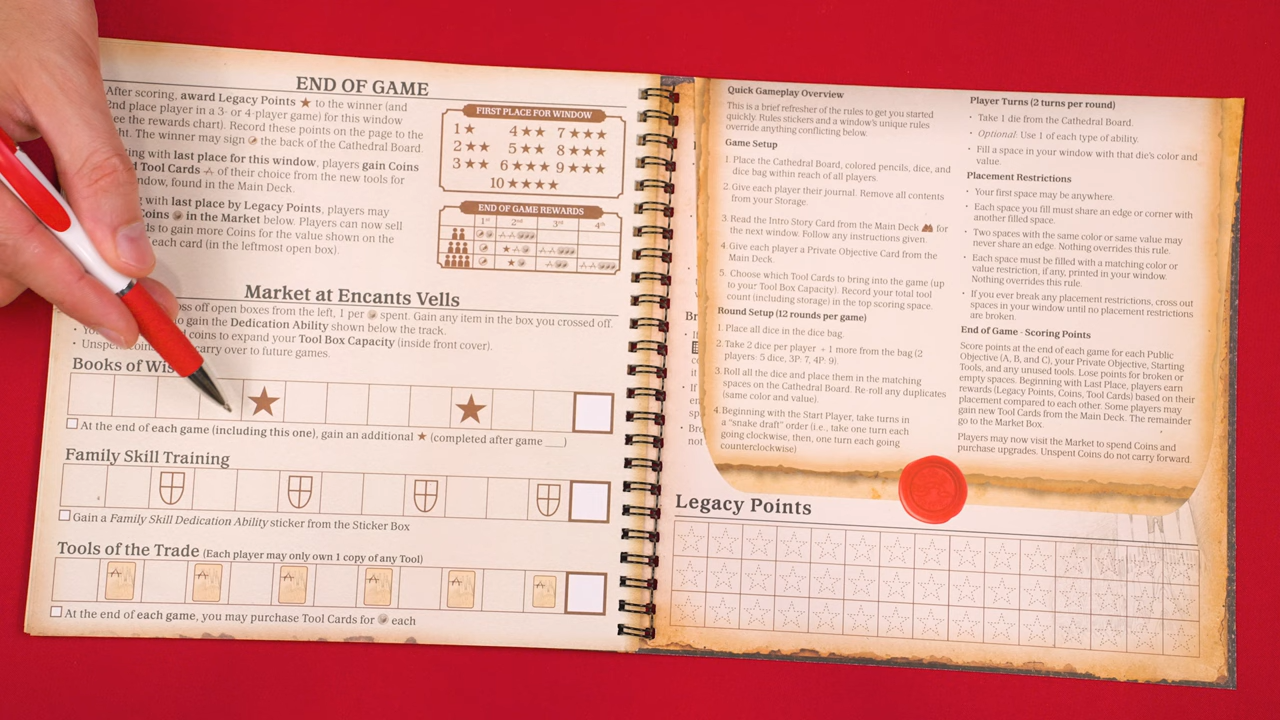 END OF GAME
After scoring, award Legacy Points ★ to the winner (and
2nd place player in a 3- or 4-player game) for this window
ee the rewards chart). Record these points on the page to the
ht. The winner may sign the back of the Cathedral Board.
ting with last place for this window, players gain Coins
d Tool Cards of their choice from the new tools for
ndow, found in the Main Deck.
g with last place by Legacy Points, players may
Coins in the Market below. Players can now sell
ds to gain more Coins for the value shown on the
each card (in the leftmost open box).
FIRST PLACE FOR WINDOW
1 ★ 4 ★★ 7 ★★★
2 ★★ 5 ★★ 8 ★★★
3 ★★ 6 ★★★ 9 ★★★
10 ★★★★
END OF GAME REWARDS
1st 2nd 3rd 4th
Market at Encants Vells
oss off open boxes from the left, 1 per spent. Gain any item in the box you crossed off.
• You to gain the Dedication Ability shown below the track.
d coins to expand your Tool Box Capacity (inside front cover).
• Unspent coins carry over to future games.
Books of Wis
At the end of each game (including this one), gain an additional ★ (completed after game ___)
Family Skill Training
Gain a Family Skill Dedication Ability sticker from the Sticker Box
Tools of the Trade (Each player may only own 1 copy of any Tool)
At the end of each game, you may purchase Tool Cards for each
Br
• If
it
• If
en
sp
• Bro
not
Quick Gameplay Overview
This is a brief refresher of the rules to get you started
quickly. Rules stickers and a window's unique rules
override anything conflicting below.
Game Setup
1. Place the Cathedral Board, colored pencils, dice, and
dice bag within reach of all players.
2. Give each player their journal. Remove all contents
from your Storage.
3. Read the Intro Story Card from the Main Deck for
the next window. Follow any instructions given.
4. Give each player a Private Objective Card from the
Main Deck.
5. Choose which Tool Cards to bring into the game (up
to your Tool Box Capacity). Record your total tool
count (including storage) in the top scoring space.
Round Setup (12 rounds per game)
1. Place all dice in the dice bag.
2. Take 2 dice per player + 1 more from the bag (2
players: 5 dice, 3P: 7, 4P: 9).
3. Roll all the dice and place them in the matching
spaces on the Cathedral Board. Re-roll any duplicates
(same color and value).
4. Beginning with the Start Player, take turns in
a "snake draft" order (i.e., take one turn each
going clockwise, then, one turn each going
counterclockwise)
Player Turns (2 turns per round)
• Take 1 die from the Cathedral Board.
• Optional: Use 1 of each type of ability.
• Fill a space in your window with that die's color and
value.
Placement Restrictions
• Your first space may be anywhere.
• Each space you fill must share an edge or corner with
another filled space.
• Two spaces with the same color or same value may
never share an edge. Nothing overrides this rule.
• Each space must be filled with a matching color or
value restriction, if any, printed in your window.
Nothing overrides this rule.
• If you ever break any placement restrictions, cross out
spaces in your window until no placement restrictions
are broken.
End of Game - Scoring Points
Score points at the end of each game for each Public
Objective (A, B, and C), your Private Objective, Starting
Tools, and any unused tools. Lose points for broken or
empty spaces. Beginning with Last Place, players earn
rewards (Legacy Points, Coins, Tool Cards) based on their
placement compared to each other. Some players may
gain new Tool Cards from the Main Deck. The remainder
go to the Market Box.
Players may now visit the Market to spend Coins and
purchase upgrades. Unspent Coins do not carry forward.
Legacy Points